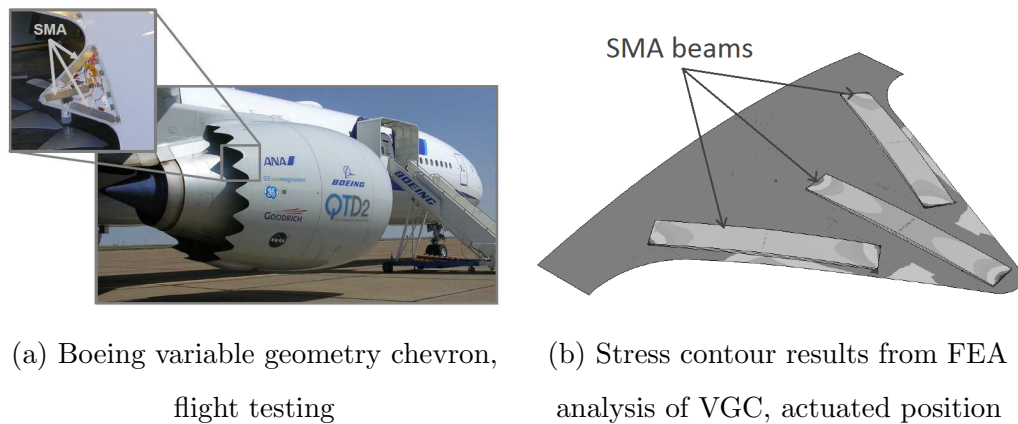 SMA
ANA
BOEING
QTD2
GOODRICH
BOEING
SMA beams
(a) Boeing variable geometry chevron,
flight testing
(b) Stress contour results from FEA
analysis of VGC, actuated position